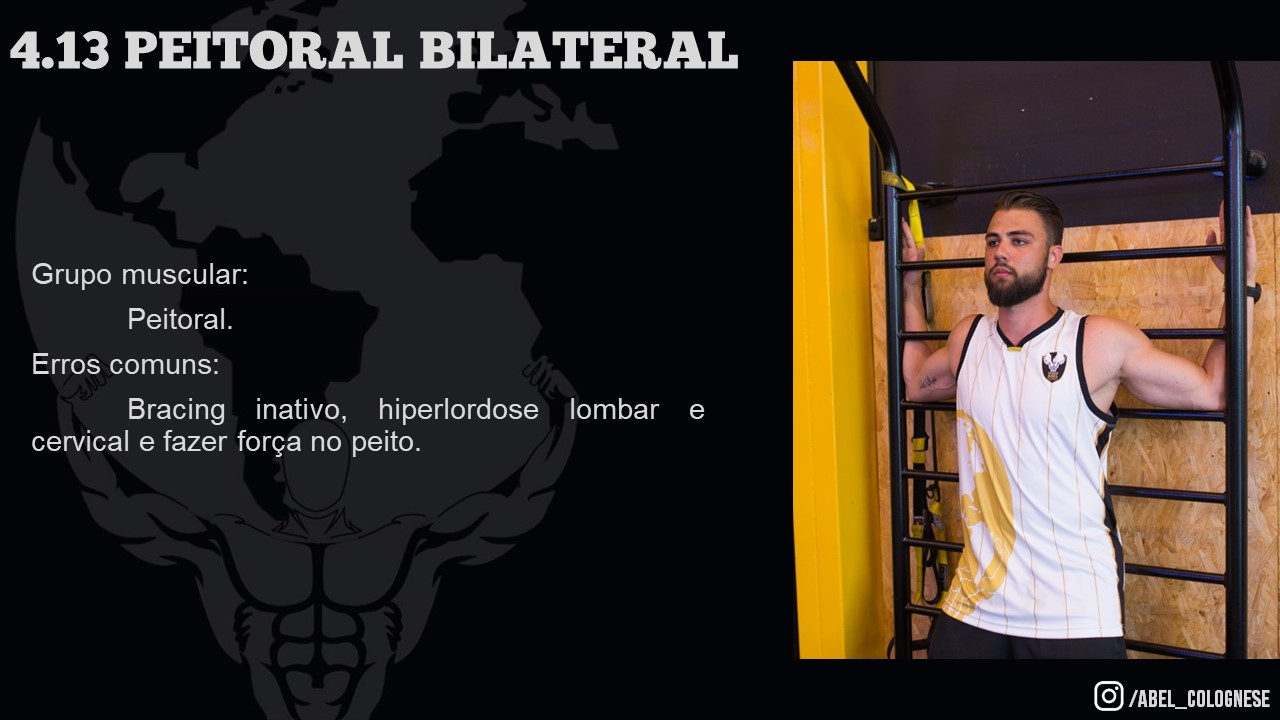 4.13 PEITORAL BILATERAL
Grupo muscular:
Peitoral.
Erros comuns:
Bracing inativo, hiperlordose lombar e
cervical e fazer força no peito.
/ABEL_COLOGNESE